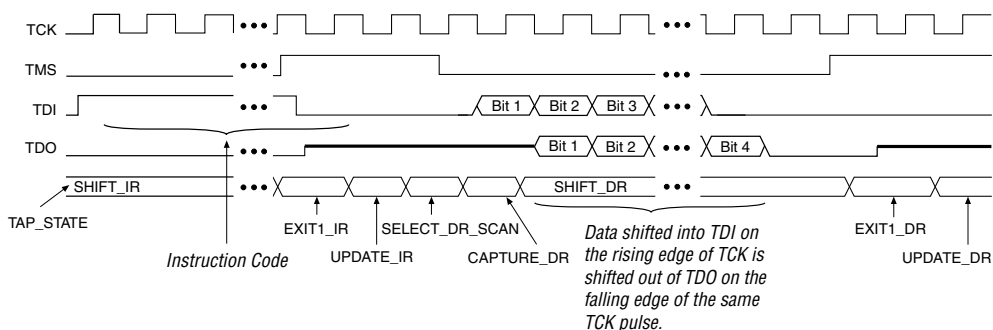 TCK
TMS
TDI Bit 1 Bit 2 Bit 3
TDO Bit 1 Bit 2 Bit 4
SHIFT_IR SHIFT_DR
TAP_STATE
EXIT1_IR SELECT_DR_SCAN EXIT1_DR
Instruction Code UPDATE_IR CAPTURE_DR UPDATE_DR
Data shifted into TDI on
the rising edge of TCK is
shifted out of TDO on the
falling edge of the same
TCK pulse.